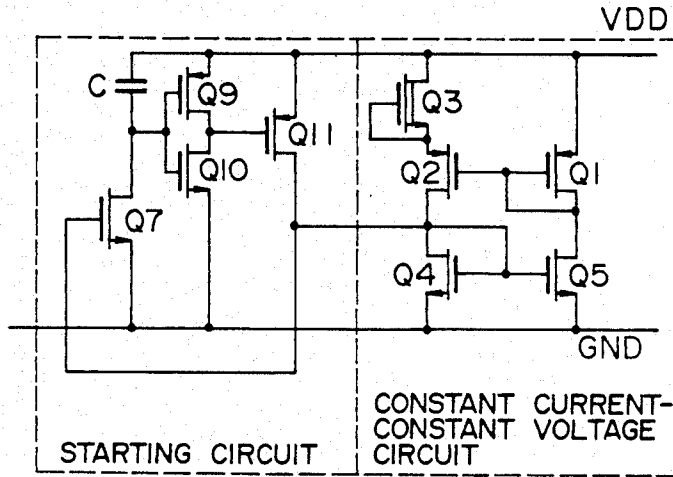 VDD
C
Q9
Q3
Q11
Q10
Q2
Q1
Q7
Q4
Q5
GND
STARTING CIRCUIT
CONSTANT CURRENT-
CONSTANT VOLTAGE
CIRCUIT